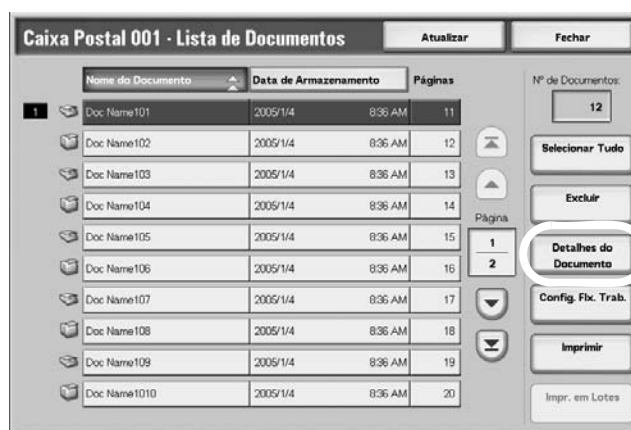 Caixa Postal 001 - Lista de Documentos Atualizar Fechar
Nome do Documento Data de Armazenamento Páginas Nº de Documentos:
12
1 Doc Name101 2005/1/4 8:36 AM 11
Doc Name102 2005/1/4 8:36 AM 12 Selecionar Tudo
Doc Name103 2005/1/4 8:36 AM 13
Doc Name104 2005/1/4 8:36 AM 14 Excluir
Página
Doc Name105 2005/1/4 8:36 AM 15 1 Detalhes do
Doc Name106 2005/1/4 8:36 AM 16 2 Documento
Doc Name107 2005/1/4 8:36 AM 17 Config. Flx. Trab.
Doc Name108 2005/1/4 8:36 AM 18
Doc Name109 2005/1/4 8:36 AM 19 Imprimir
Doc Name1010 2005/1/4 8:36 AM 20 Impr. em Lotes